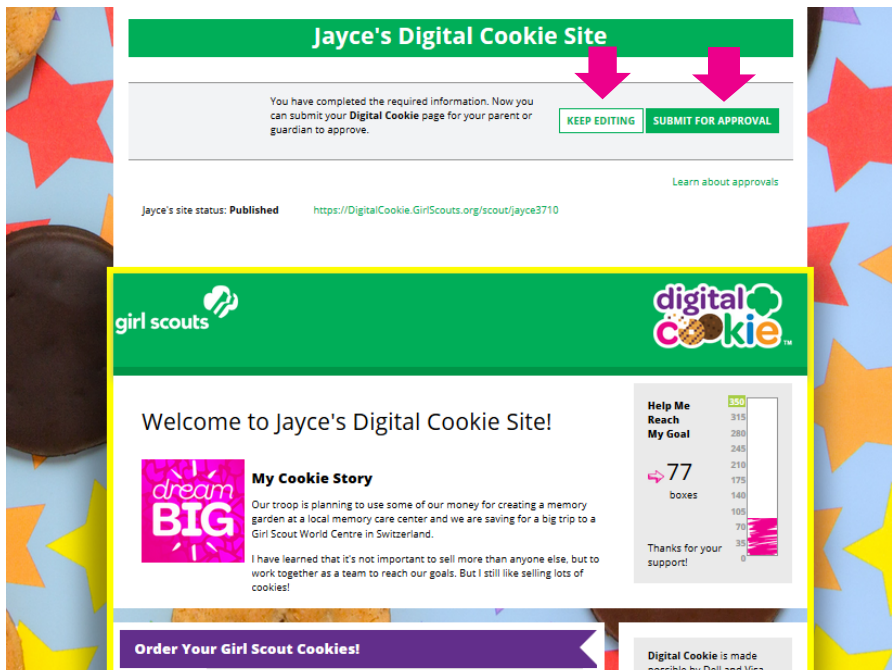 Jayce's Digital Cookie Site
You have completed the required information. Now you
can submit your Digital Cookie page for your parent or
guardian to approve.
KEEP EDITING
SUBMIT FOR APPROVAL
Learn about approvals
Jayce's site status: Published
https://DigitalCookie.GirlScouts.org/scout/jayce3710
girl scouts
digital
cookie
TM
Welcome to Jayce's Digital Cookie Site!
dream
BIG
My Cookie Story
Our troop is planning to use some of our money for creating a memory
garden at a local memory care center and we are saving for a big trip to a
Girl Scout World Centre in Switzerland.
I have learned that it's not important to sell more than anyone else, but to
work together as a team to reach our goals. But I still like selling lots of
cookies!
Help Me
Reach
My Goal
77
boxes
Thanks for your
support!
350
315
280
245
210
175
140
105
70
35
0
Order Your Girl Scout Cookies!
Digital Cookie is made
possible by Dell and Visa